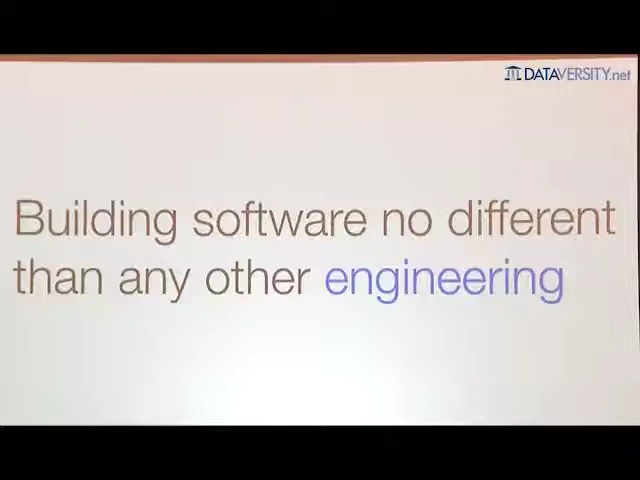 DATAVERSITY.net
Building software no different
than any other engineering